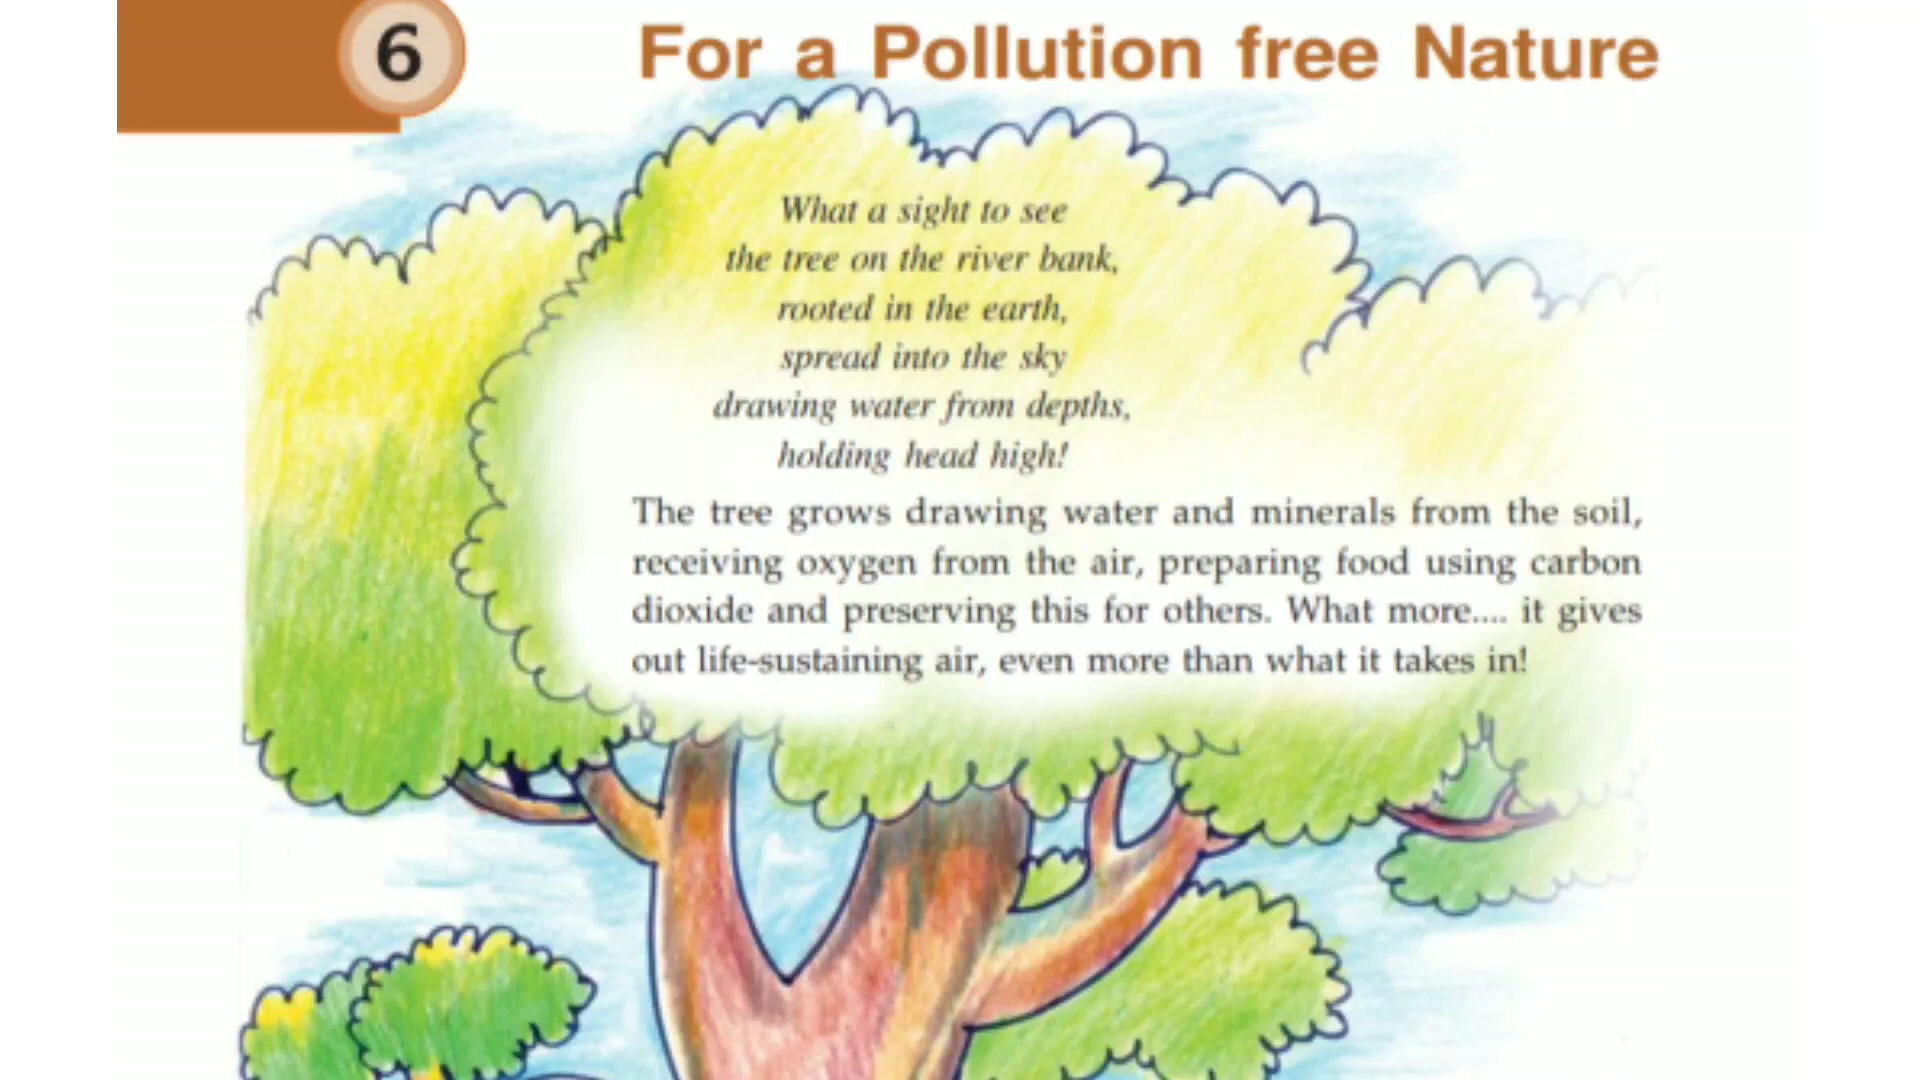 6
For a Pollution free Nature
What a sight to see
the tree on the river bank,
rooted in the earth,
spread into the sky
drawing water from depths,
holding head high!
The tree grows drawing water and minerals from the soil,
receiving oxygen from the air, preparing food using carbon
dioxide and preserving this for others. What more.... it gives
out life-sustaining air, even more than what it takes in!